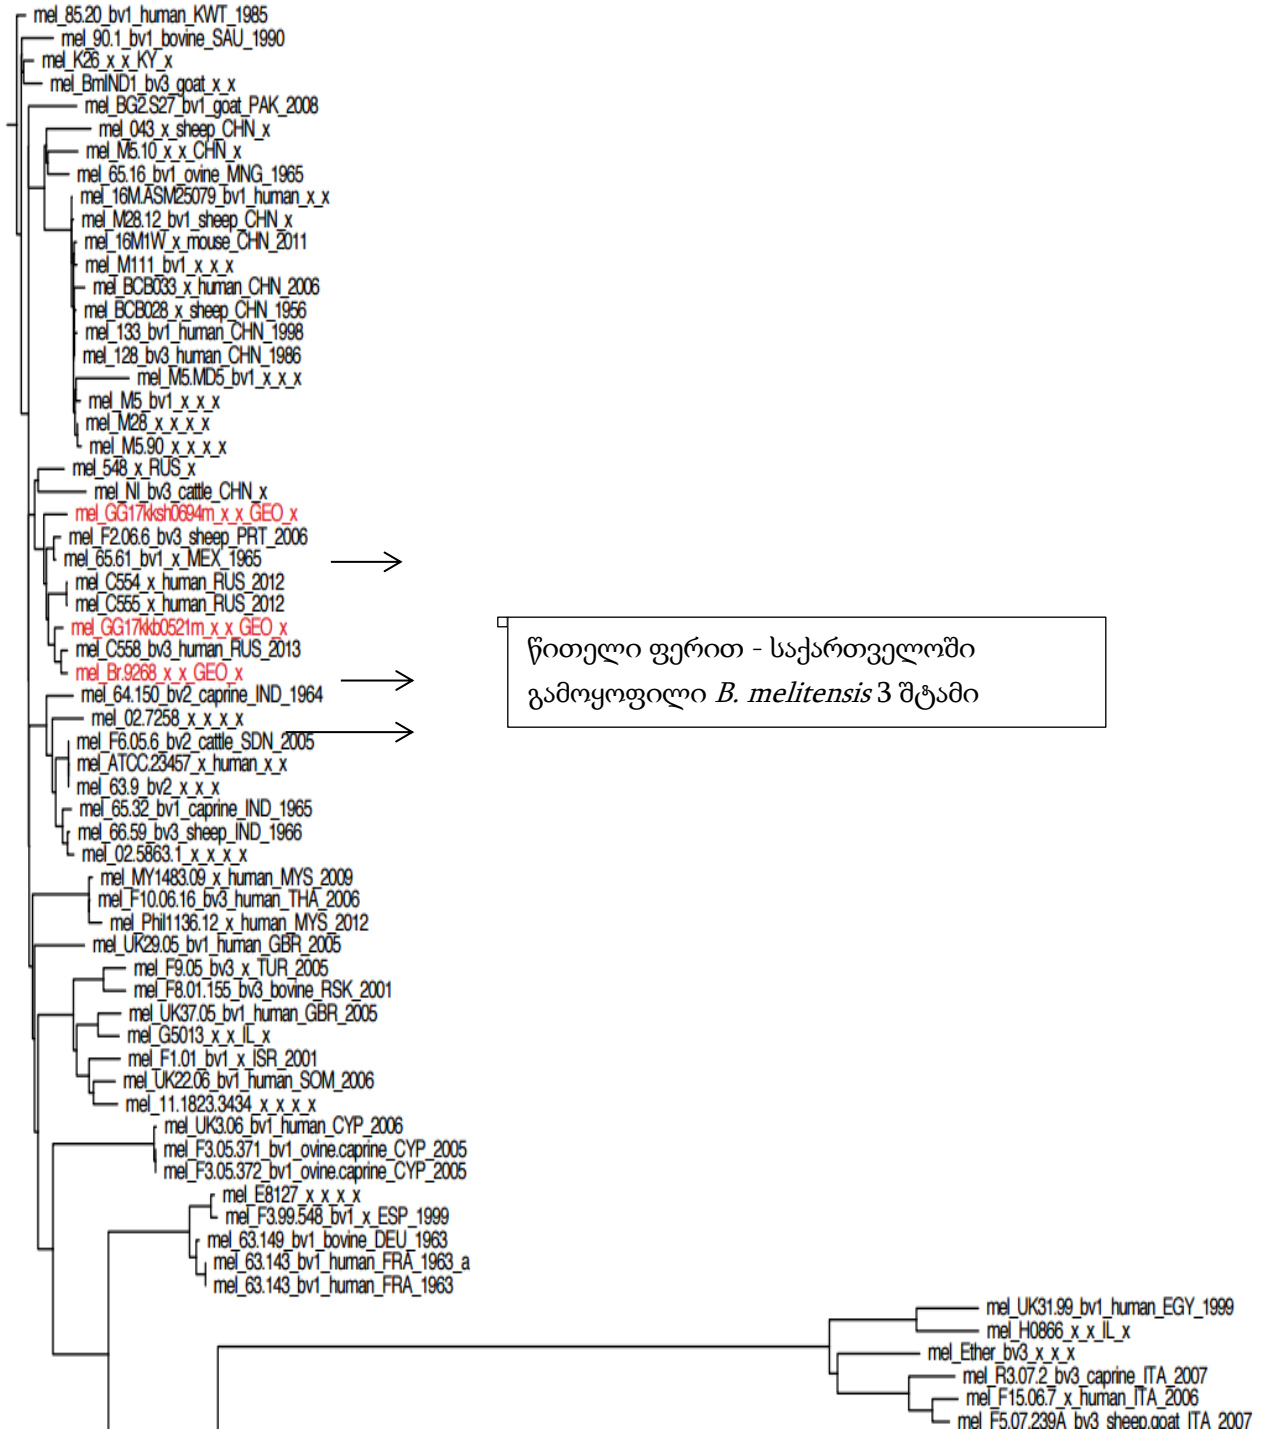 mel_85.20_bv1_human_KWT_1985
mel_90.1_bv1_bovine_SAU_1990
mel_K26_x_x_KY_x
mel_BmIND1_bv3_goat_x_x
mel_BG2.S27_bv1_goat_PAK_2008
mel_043_x_sheep_CHN_x
mel_M5.10_x_x_CHN_x
mel_65.16_bv1_ovine_MNG_1965
mel_16M.ASM25079_bv1_human_x_x
mel_M28.12_bv1_sheep_CHN_x
mel_16M1W_x_mouse_CHN_2011
mel_M111_bv1_x_x_x
mel_BCB033_x_human_CHN_2006
mel_BCB028_x_sheep_CHN_1956
mel_133_bv1_human_CHN_1998
mel_128_bv3_human_CHN_1986
mel_M5.MD5_bv1_x_x_x
mel_M5_bv1_x_x_x
mel_M28_x_x_x_x
mel_M5.90_x_x_x_x
mel_548_x_RUS_x
mel_NI_bv3_cattle_CHN_x
mel_GG17kksh0694m_x_x_GEO_x
mel_F2.06.6_bv3_sheep_PRT_2006
mel_65.61_bv1_x_MEX_1965
mel_C554_x_human_RUS_2012
mel_C555_x_human_RUS_2012
mel_GG17kkb0521m_x_x_GEO_x
mel_C558_bv3_human_RUS_2013
mel_Br.9268_x_x_GEO_x
წითელი ფერით - საქართველოში
გამოყოფილი B. melitensis 3 შტამი
mel_64.150_bv2_caprine_IND_1964
mel_02.7258_x_x_x_x
mel_F6.05.6_bv2_cattle_SDN_2005
mel_ATCC.23457_x_human_x_x
mel_63.9_bv2_x_x_x
mel_65.32_bv1_caprine_IND_1965
mel_66.59_bv3_sheep_IND_1966
mel_02.5863.1_x_x_x_x
mel_MY1483.09_x_human_MYS_2009
mel_F10.06.16_bv3_human_THA_2006
mel_Phil1136.12_x_human_MYS_2012
mel_UK29.05_bv1_human_GBR_2005
mel_F9.05_bv3_x_TUR_2005
mel_F8.01.155_bv3_bovine_RSK_2001
mel_UK37.05_bv1_human_GBR_2005
mel_G5013_x_x_IL_x
mel_F1.01_bv1_x_ISR_2001
mel_UK22.06_bv1_human_SOM_2006
mel_11.1823.3434_x_x_x_x
mel_UK3.06_bv1_human_CYP_2006
mel_F3.05.371_bv1_ovine.caprine_CYP_2005
mel_F3.05.372_bv1_ovine.caprine_CYP_2005
mel_E8127_x_x_x_x
mel_F3.99.548_bv1_x_ESP_1999
mel_63.149_bv1_bovine_DEU_1963
mel_63.143_bv1_human_FRA_1963_a
mel_63.143_bv1_human_FRA_1963
mel_UK31.99_bv1_human_EGY_1999
mel_H0866_x_x_IL_x
mel_Ether_bv3_x_x_x
mel_R3.07.2_bv3_caprine_ITA_2007
mel_F15.06.7_x_human_ITA_2006
mel_F5.07.239A_bv3_sheep.goat_ITA_2007